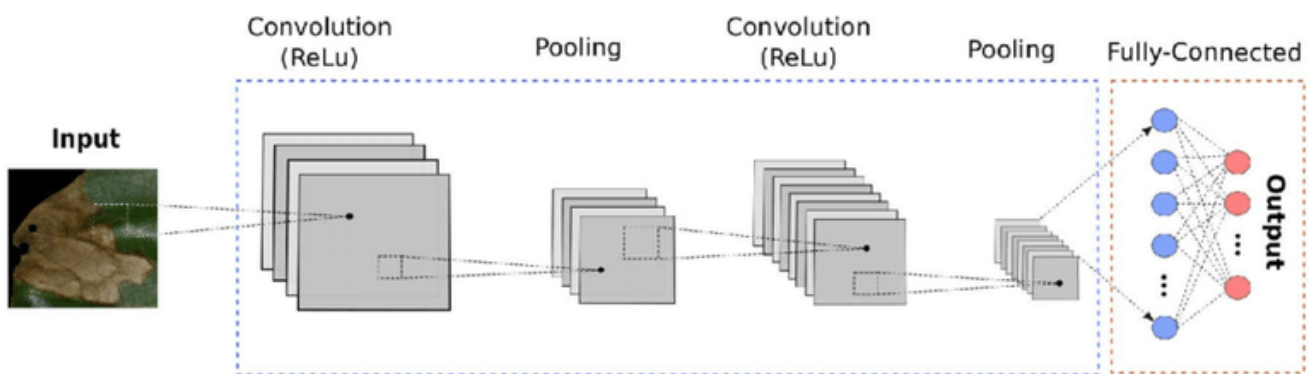 Convolution
(ReLu)
Pooling
Convolution
(ReLu)
Pooling
Fully-Connected
Input
Output